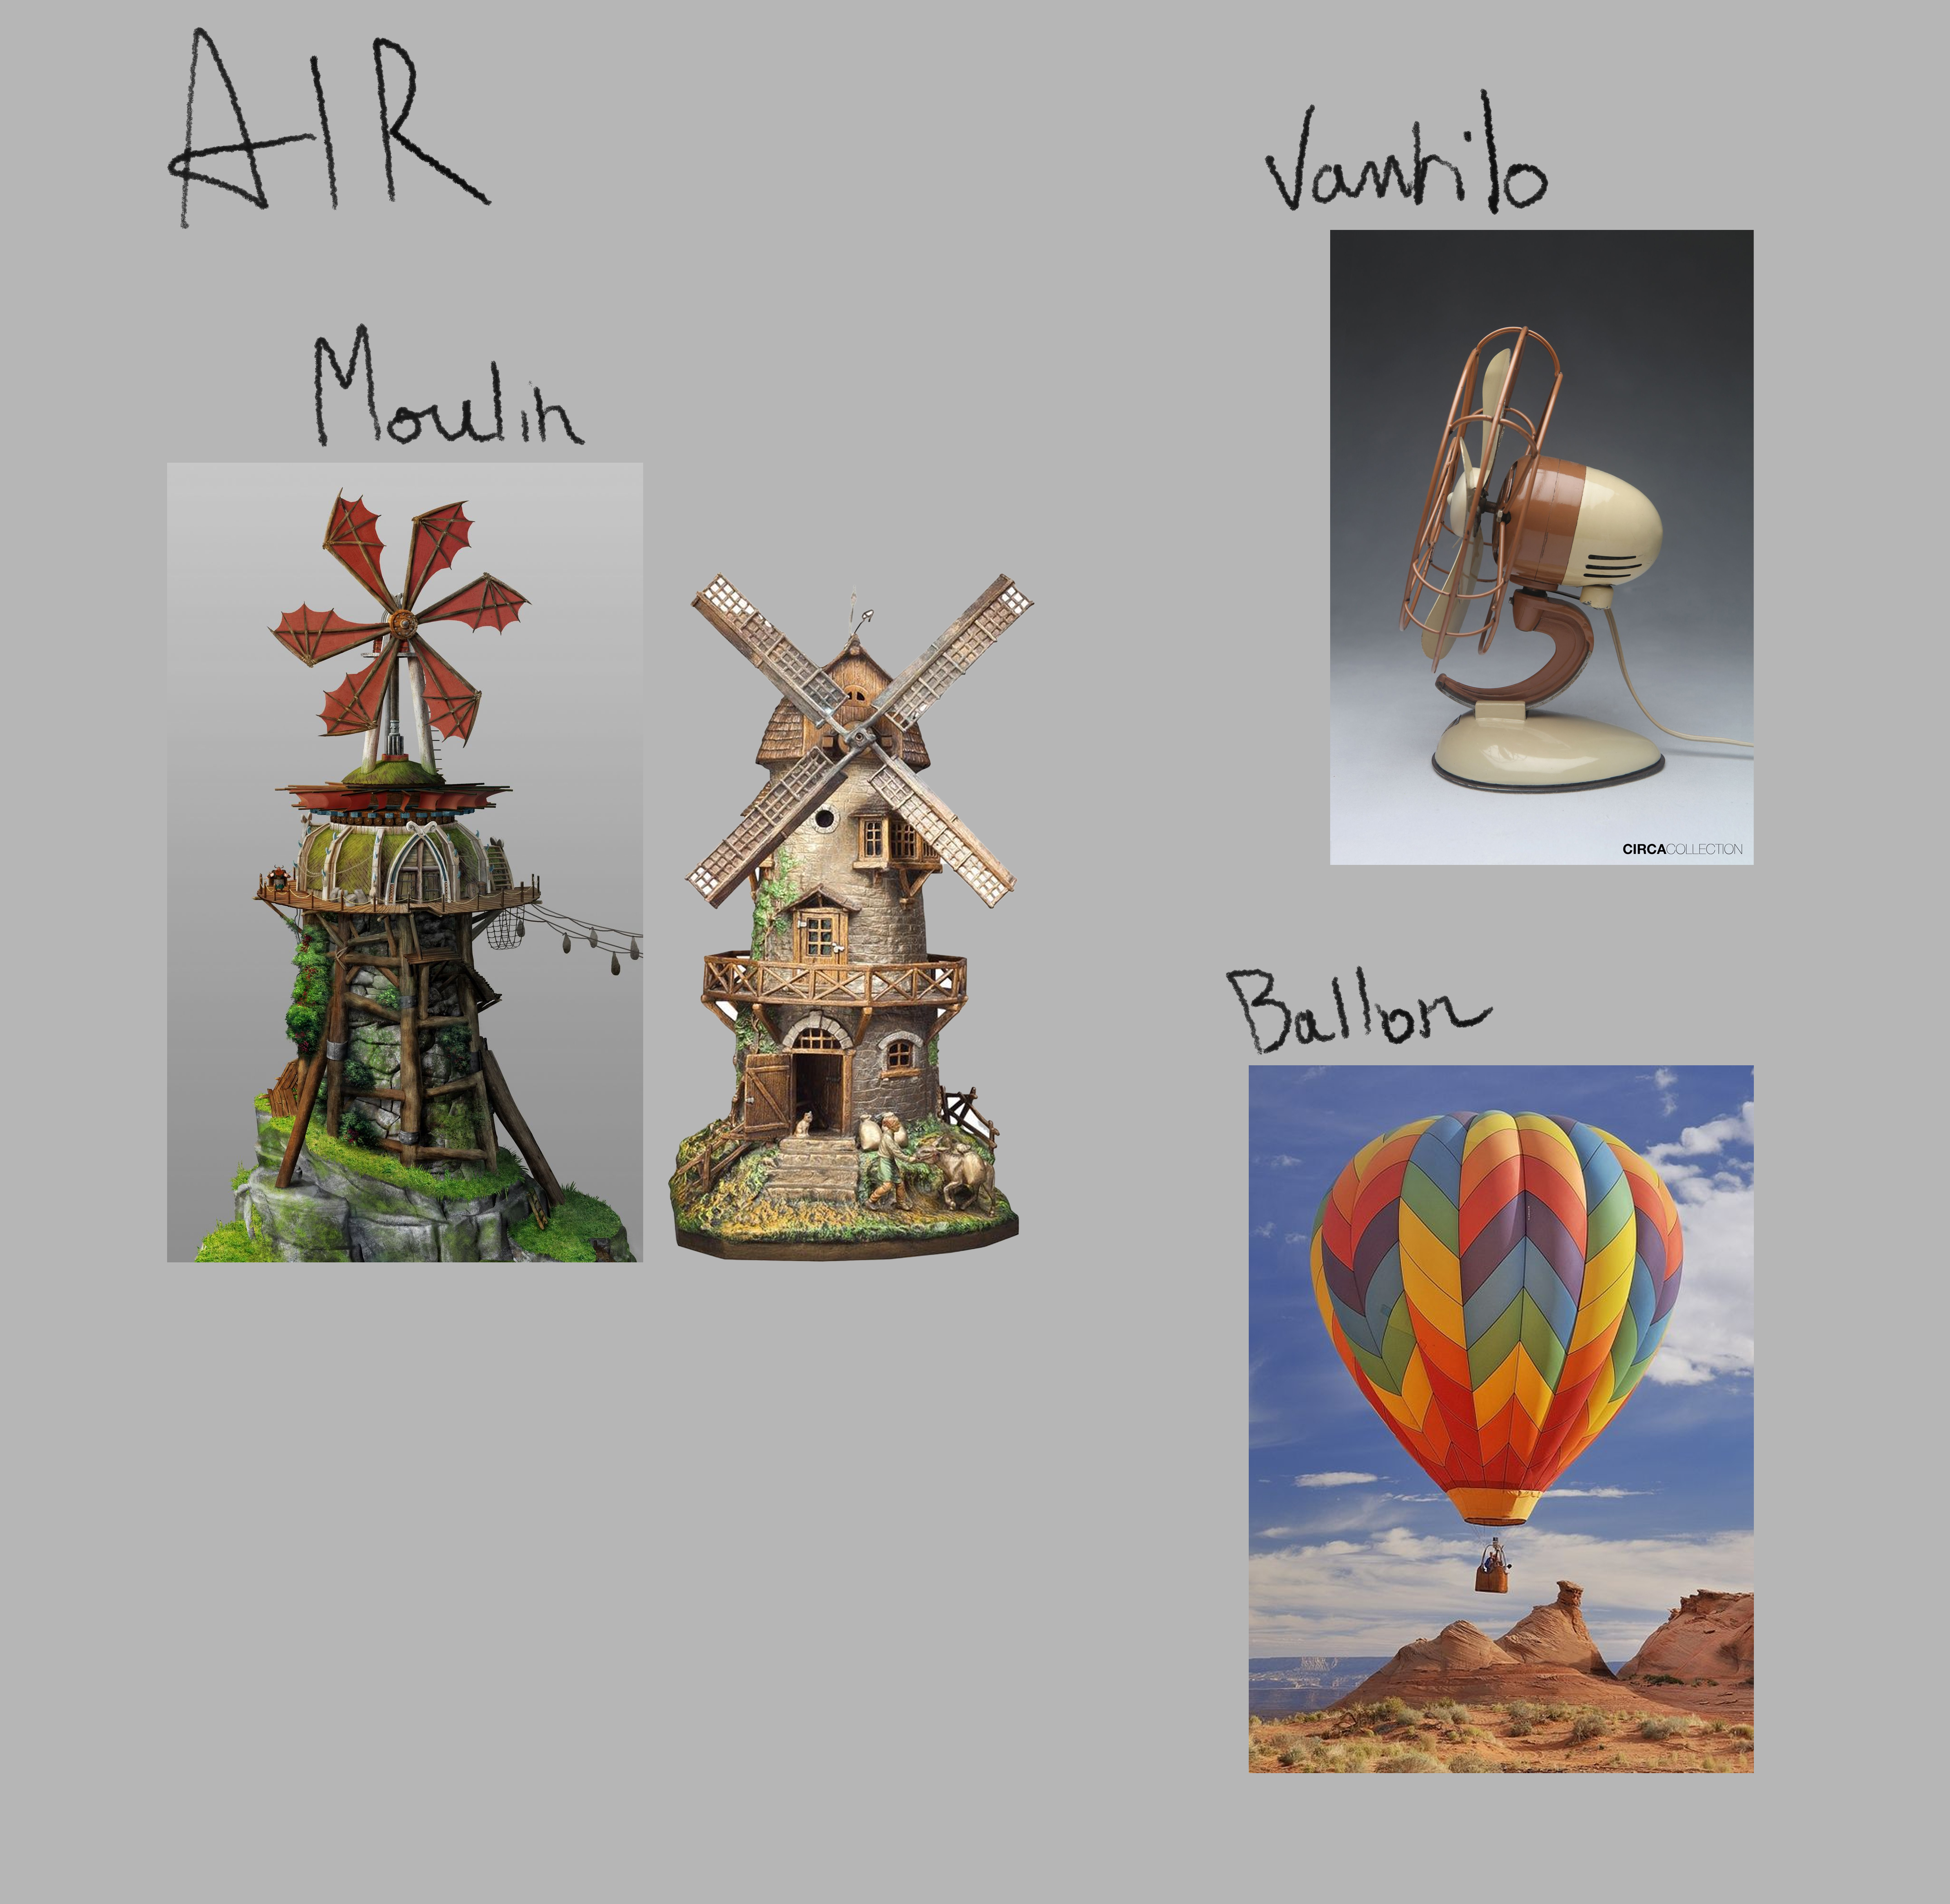 AIR
Vantilo
Moulin
CIRCACOLLECTION
Ballon